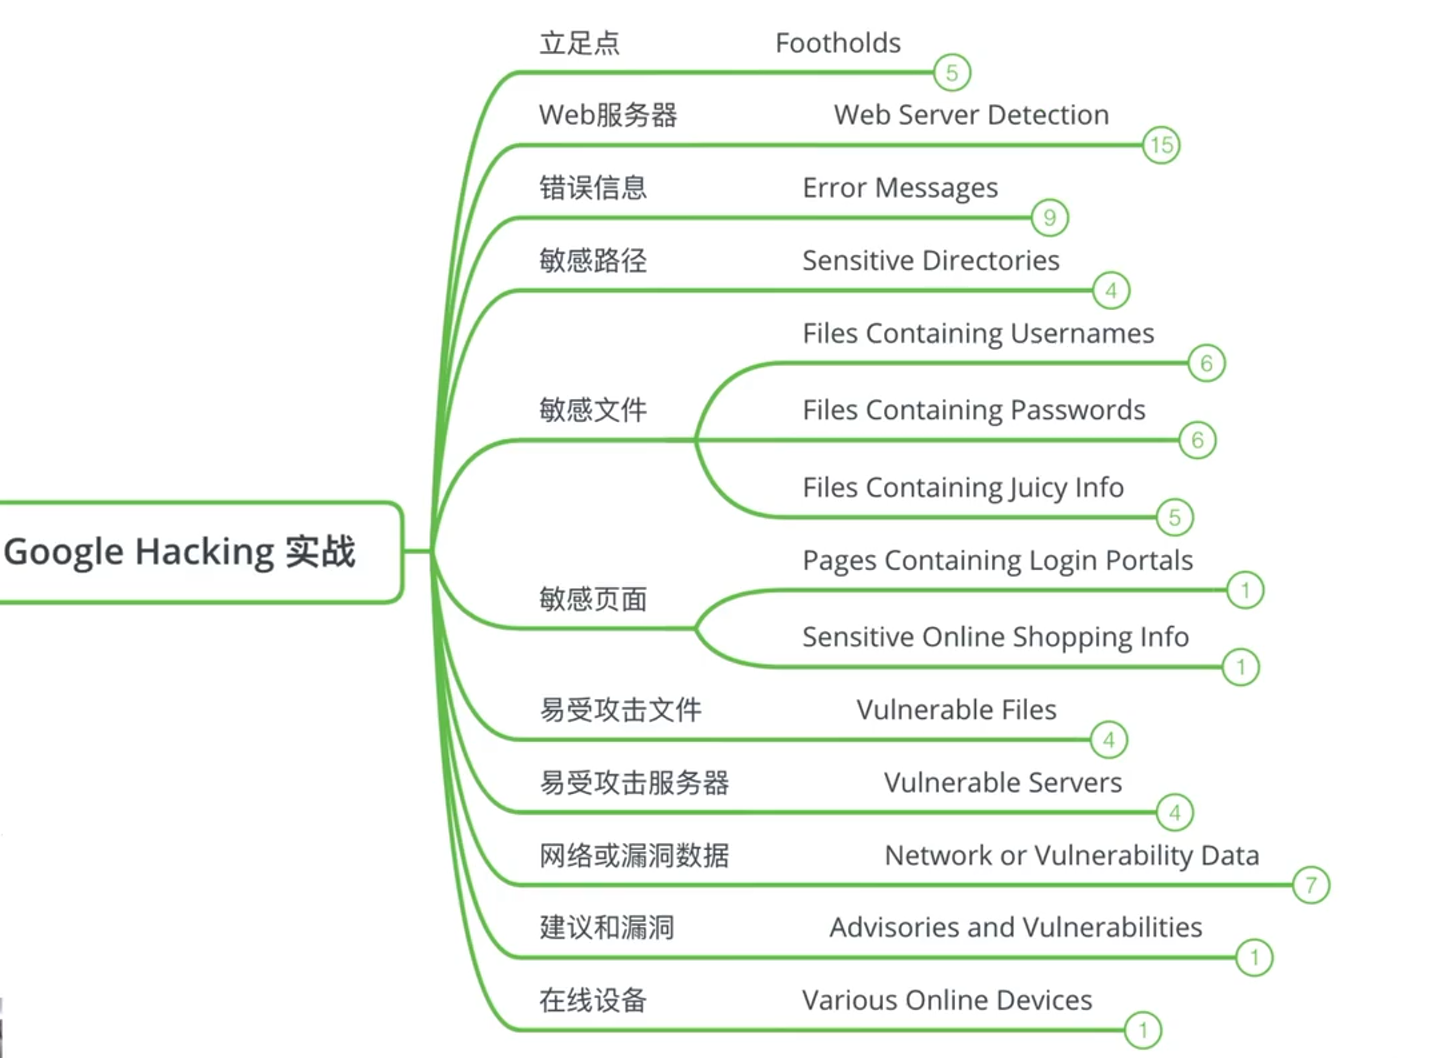 立足点 Footholds 5
Web服务器 Web Server Detection 15
错误信息 Error Messages 9
敏感路径 Sensitive Directories 4
Files Containing Usernames 6
敏感文件 Files Containing Passwords 6
Files Containing Juicy Info 5
Google Hacking 实战
Pages Containing Login Portals 1
敏感页面
Sensitive Online Shopping Info 1
易受攻击文件 Vulnerable Files 4
易受攻击服务器 Vulnerable Servers 4
网络或漏洞数据 Network or Vulnerability Data 7
建议和漏洞 Advisories and Vulnerabilities 1
在线设备 Various Online Devices 1